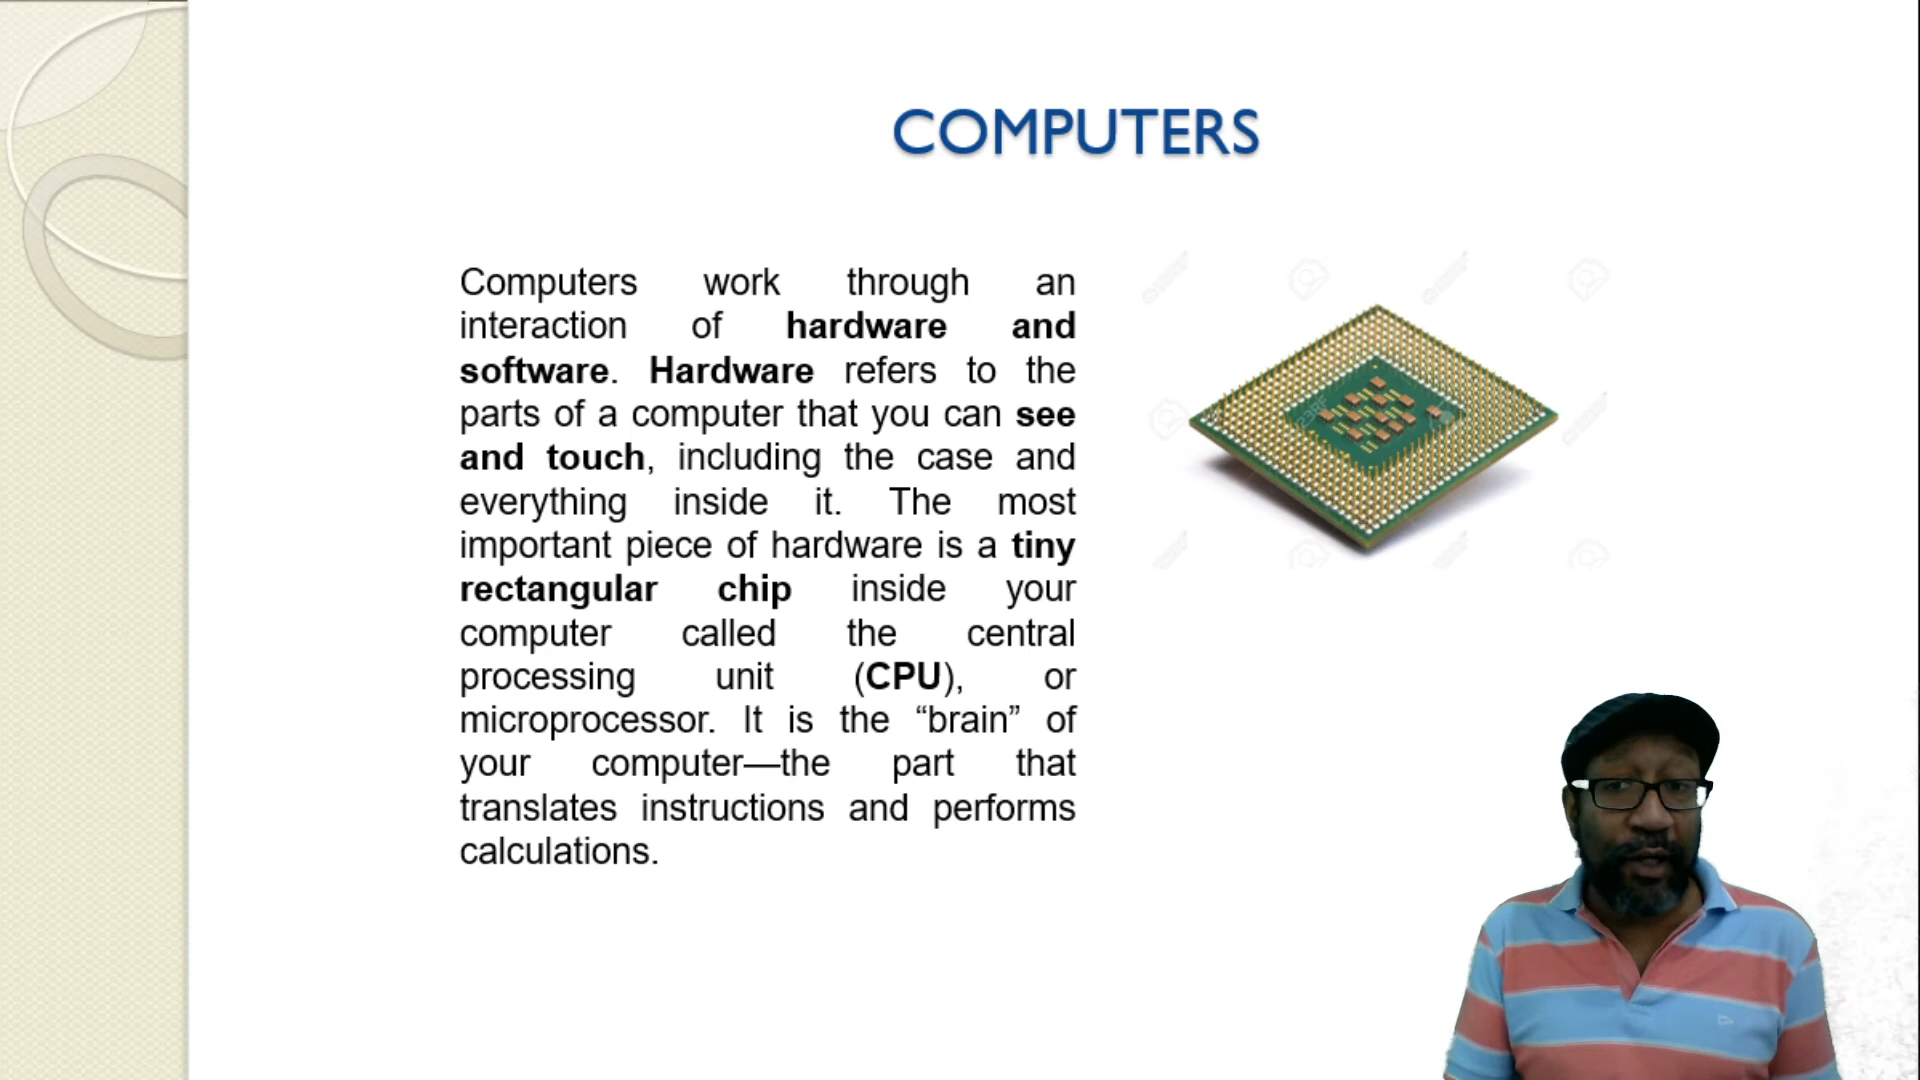 COMPUTERS
Computers work through an
interaction of hardware and
software. Hardware refers to the
parts of a computer that you can see
and touch, including the case and
everything inside it. The most
important piece of hardware is a tiny
rectangular chip inside your
computer called the central
processing unit (CPU), or
microprocessor. It is the “brain” of
your computer—the part that
translates instructions and performs
calculations.